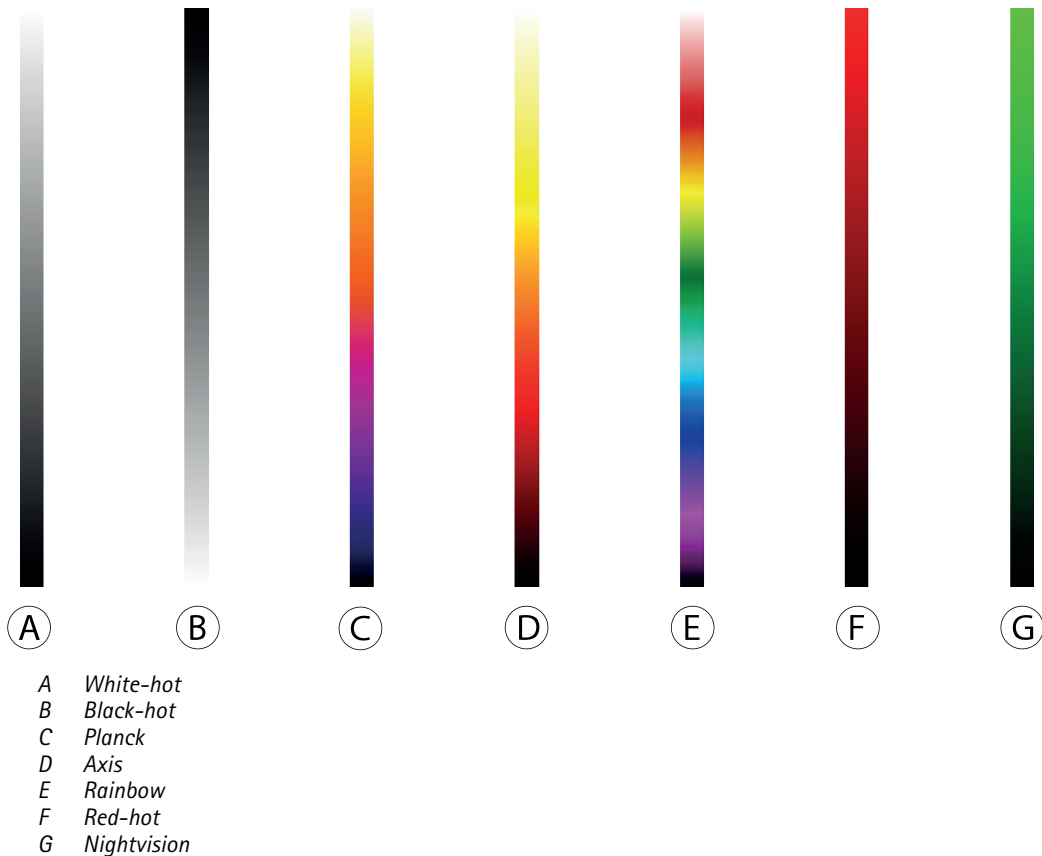 A B C D E F G
A White-hot
B Black-hot
C Planck
D Axis
E Rainbow
F Red-hot
G Nightvision